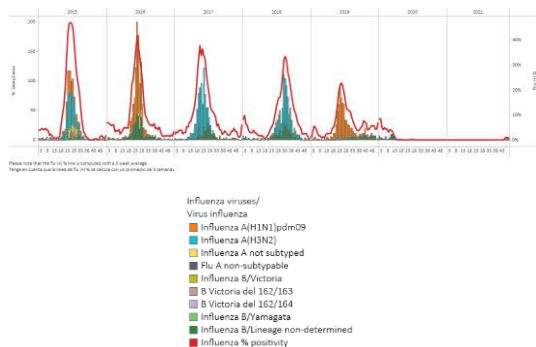 2015 2016 2017 2018 2019 2020 2021
200
150
100
50
0
40%
30%
20%
10%
0%
Please note that the flu (+) % line is computed with a 3 week average.
Tenga en cuenta que la línea de flu (+) % se calcula con un promedio de 3 semanas.
Influenza viruses/
Virus influenza
Influenza A(H1N1)pdm09
Influenza A(H3N2)
Influenza A not subtyped
Flu A non-subtypable
Influenza B/Victoria
B Victoria del 162/163
B Victoria del 162/164
Influenza B/Yamagata
Influenza B/Lineage non-determined
Influenza % positivity